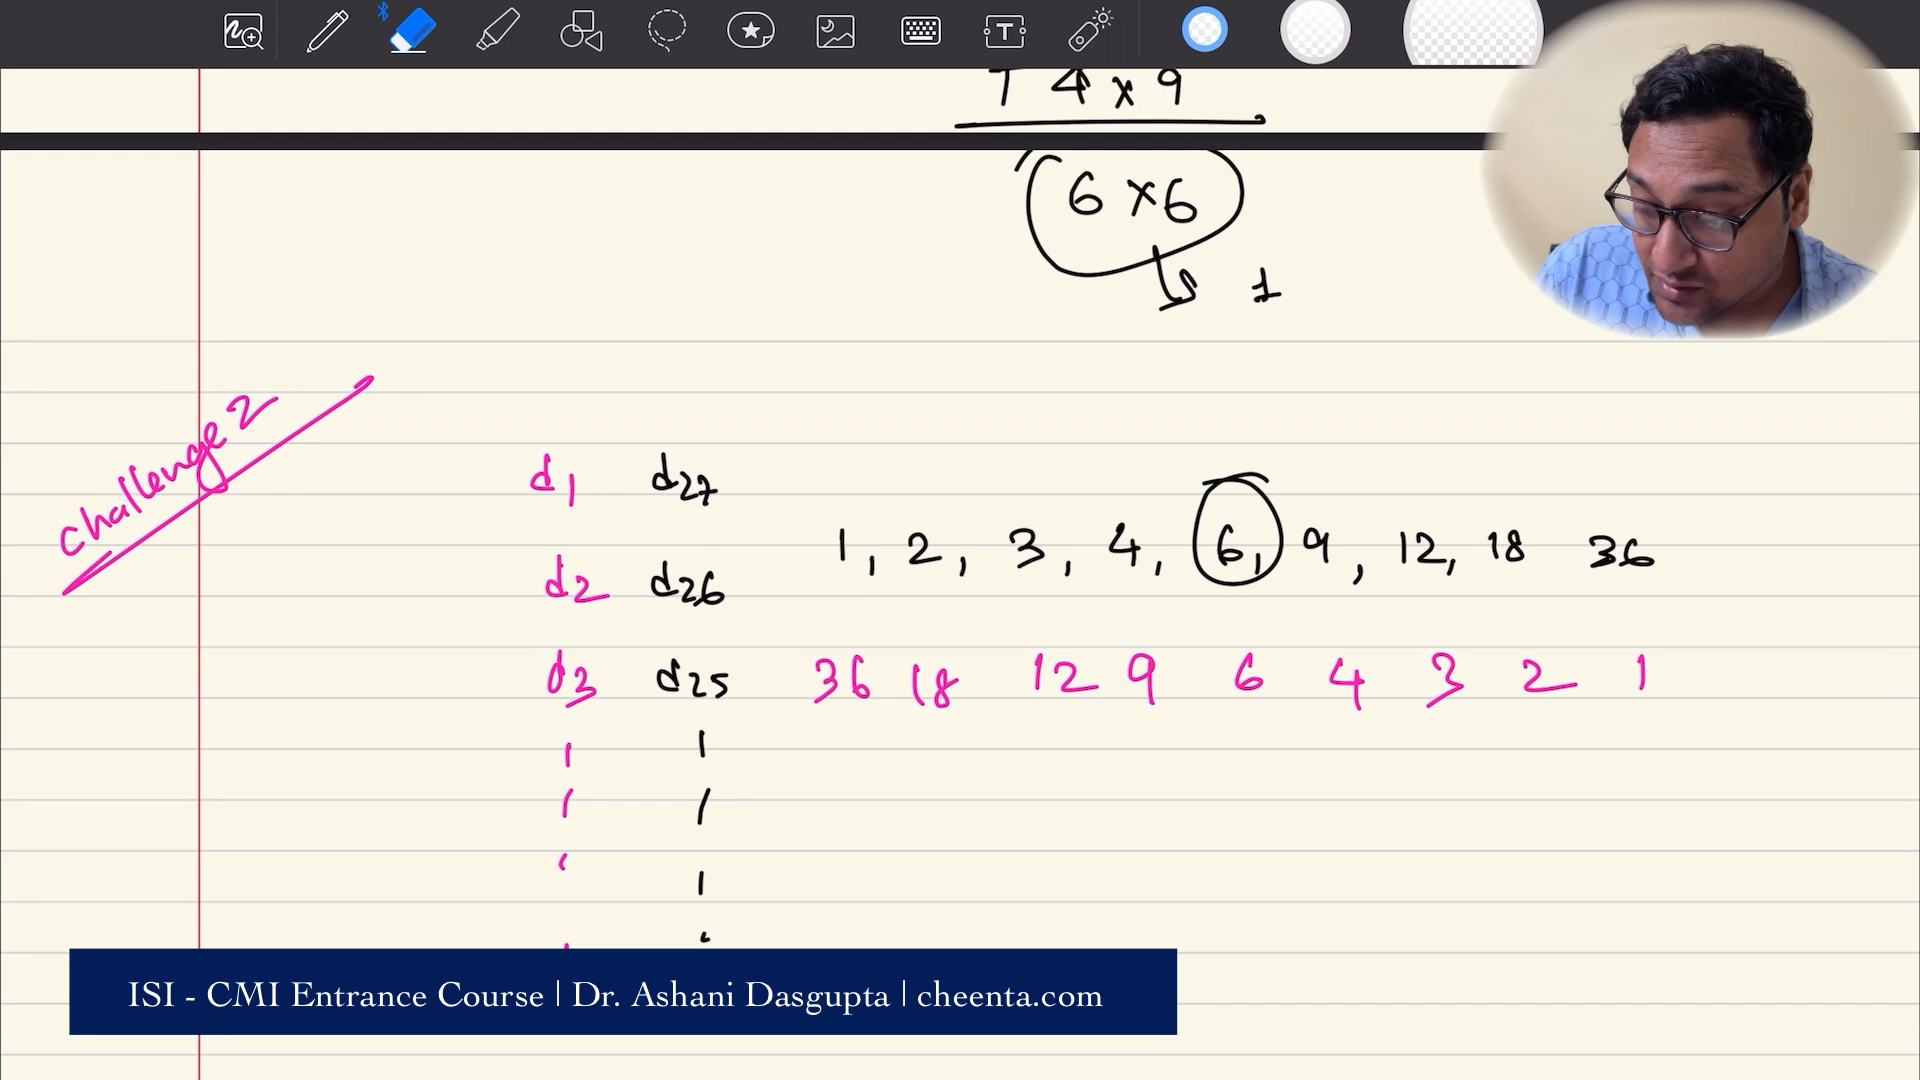 7 4 x 9
6 x 6
1
challenge 2
d1 d27
1, 2, 3, 4, 6, 9, 12, 18 36
d2 d26
d3 d25 36 18 12 9 6 4 3 2 1
ISI - CMI Entrance Course | Dr. Ashani Dasgupta | cheenta.com